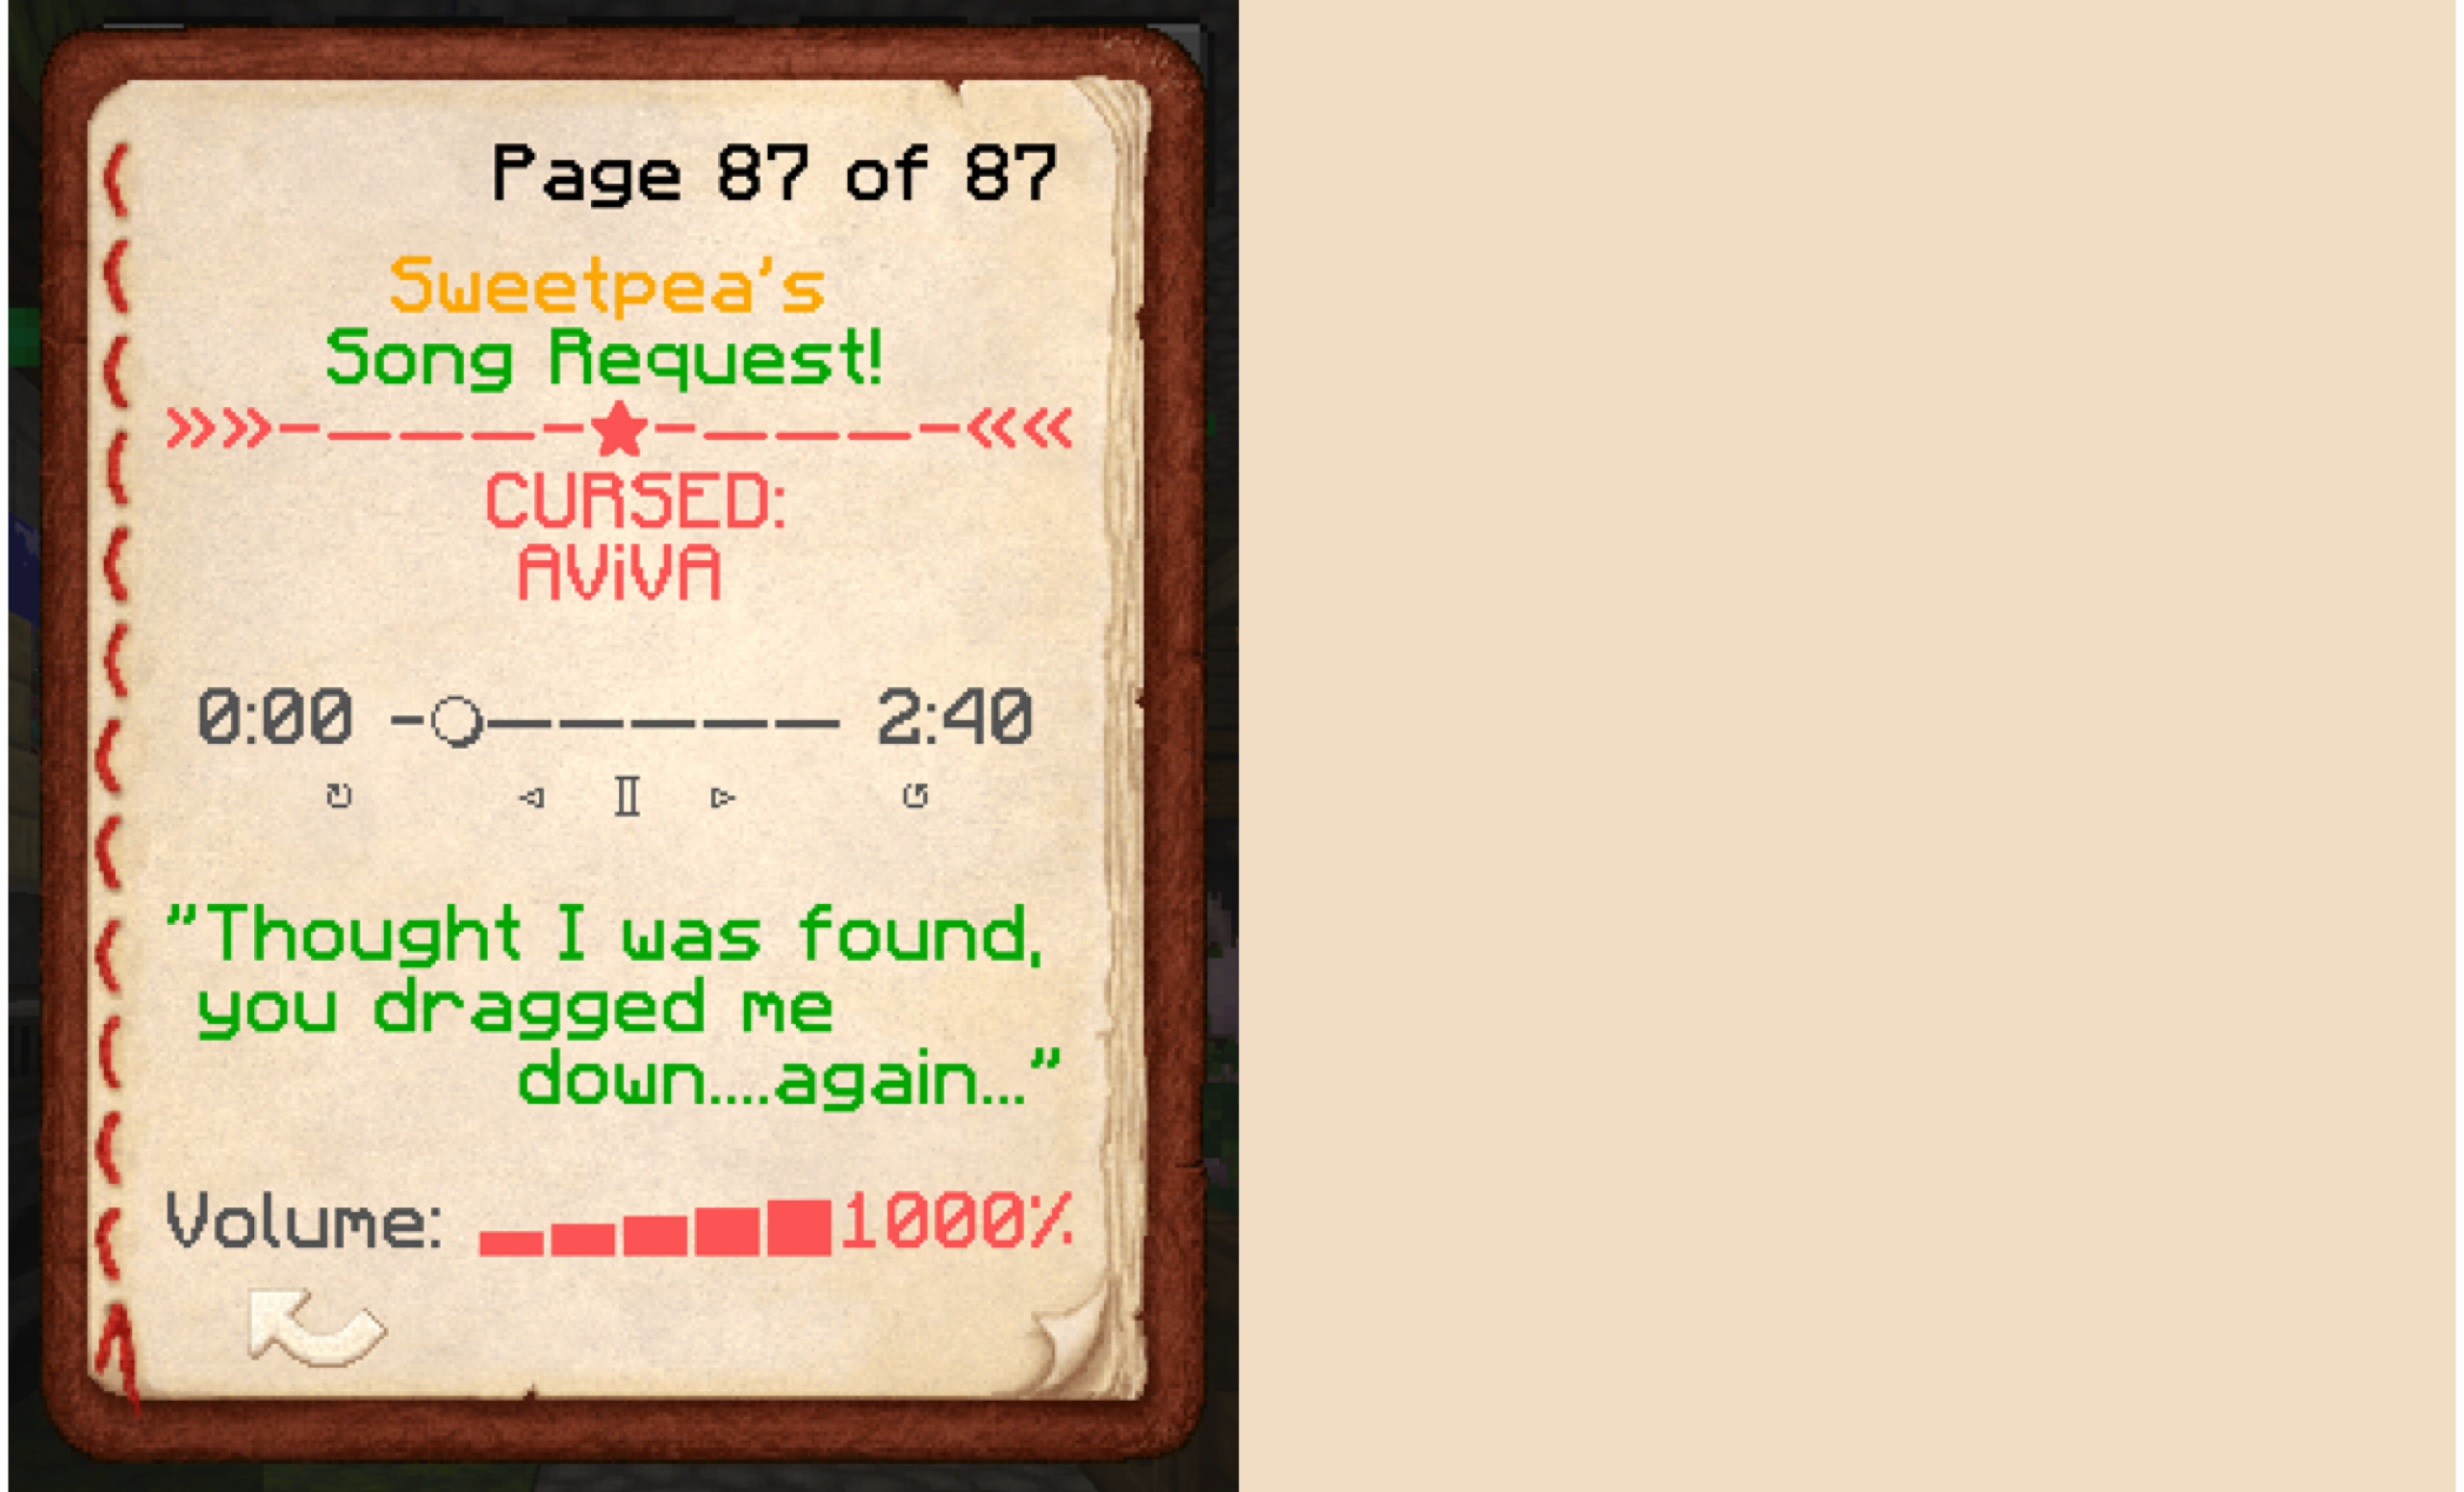 Page 87 of 87
Sweetpea's
Song Request!
»»-———-★-———-««
CURSED:
AViVA
0:00 -○————— 2:40
↻ ◅ Ⅱ ▻ ↺
"Thought I was found,
you dragged me
down....again..."
Volume: ▂▃▄▅▆1000%